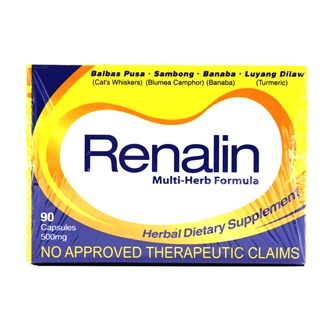 Balbas Pusa · Sambong · Banaba · Luyang Dilaw
(Cat's Whiskers) (Blumea Camphor) (Banaba) (Turmeric)
Renalin
Multi-Herb Formula
Herbal Dietary Supplement
90
Capsules
500mg
NO APPROVED THERAPEUTIC CLAIMS